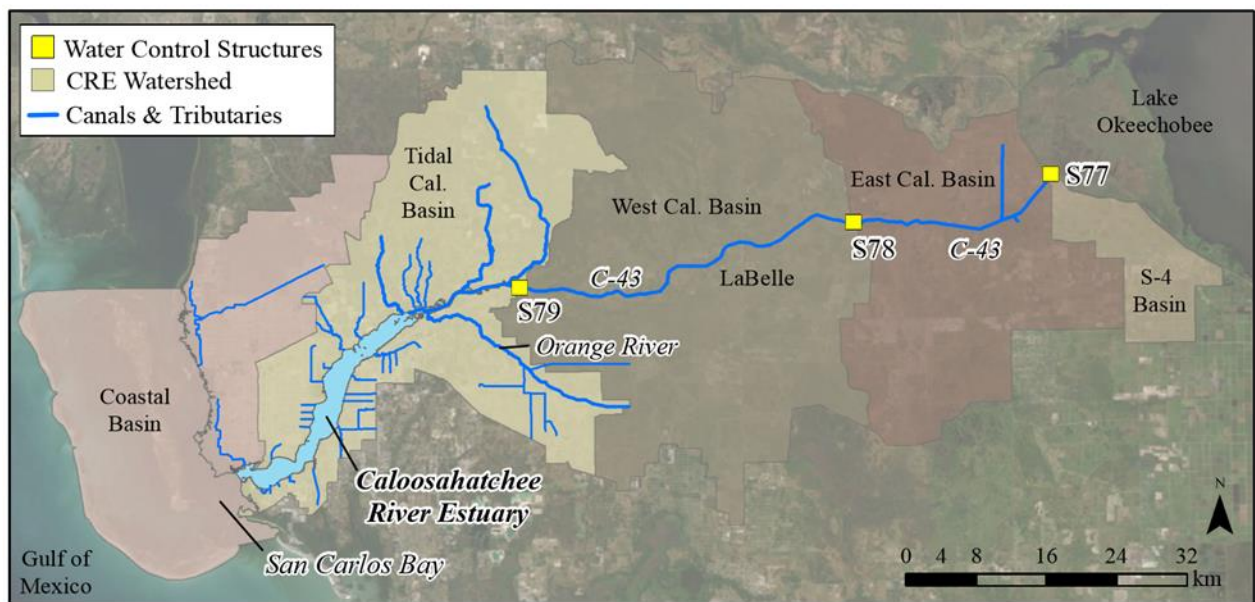 Water Control Structures
CRE Watershed
Canals & Tributaries
Lake
Okeechobee
Tidal
Cal.
Basin
East Cal. Basin
S77
West Cal. Basin
S78
C-43
C-43
LaBelle
S-4
Basin
S79
Orange River
Coastal
Basin
Caloosahatchee
River Estuary
San Carlos Bay
Gulf of
Mexico
N
0 4 8 16 24 32
km